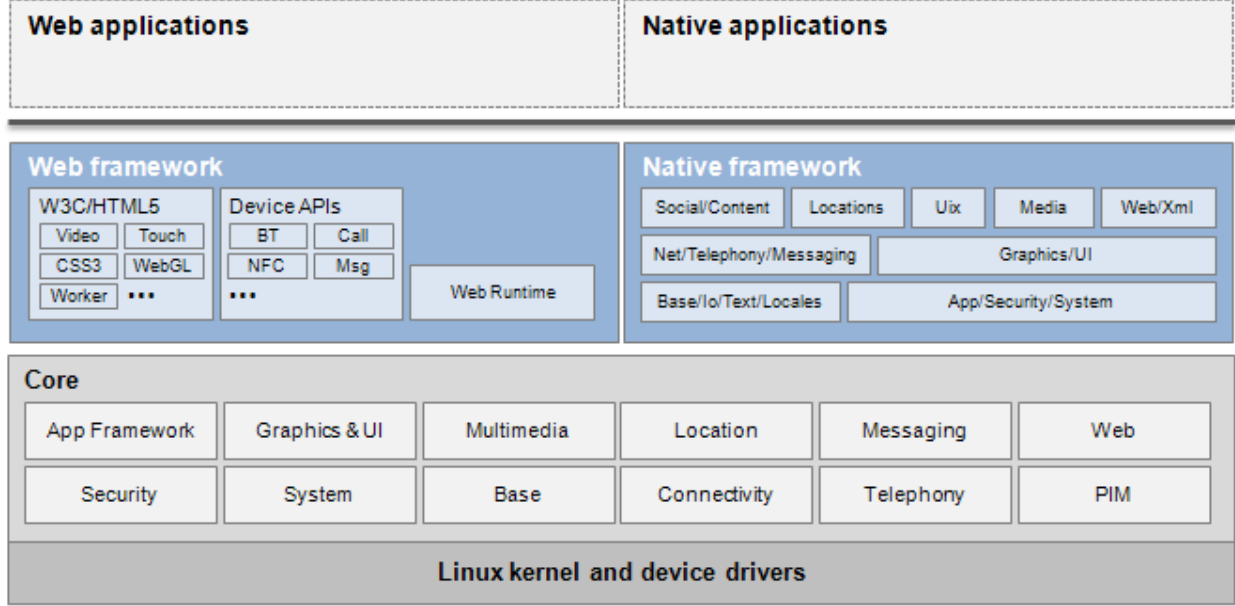 Web applications
Native applications
Web framework
W3C/HTML5
Video
Touch
CSS3
WebGL
Worker
•••
Device APIs
BT
Call
NFC
Msg
•••
Web Runtime
Native framework
Social/Content
Locations
Uix
Media
Web/Xml
Net/Telephony/Messaging
Graphics/UI
Base/Io/Text/Locales
App/Security/System
Core
App Framework
Graphics & UI
Multimedia
Location
Messaging
Web
Security
System
Base
Connectivity
Telephony
PIM
Linux kernel and device drivers